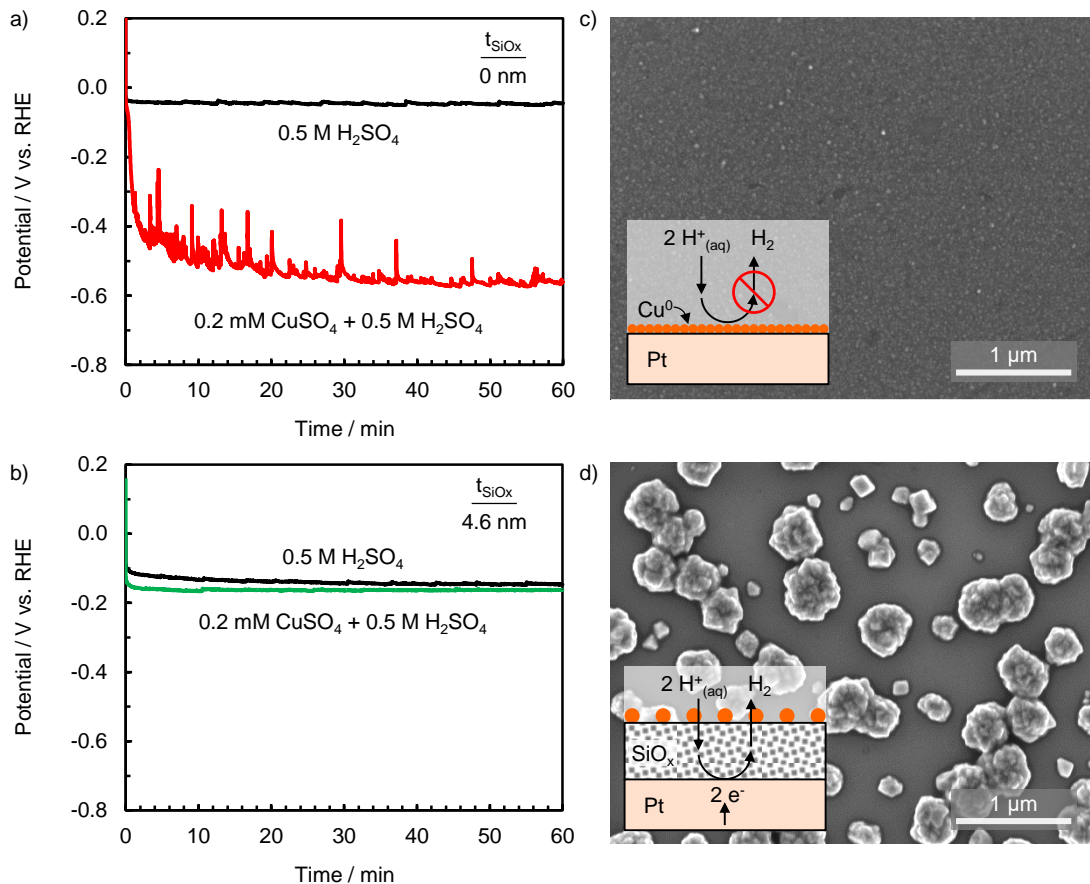 a)
0.2
0.0
-0.2
-0.4
-0.6
-0.8
Potential / V vs. RHE
tSiOx
0 nm
0.5 M H2SO4
0.2 mM CuSO4 + 0.5 M H2SO4
0 10 20 30 40 50 60
Time / min
b)
0.2
0.0
-0.2
-0.4
-0.6
-0.8
Potential / V vs. RHE
tSiOx
4.6 nm
0.5 M H2SO4
0.2 mM CuSO4 + 0.5 M H2SO4
0 10 20 30 40 50 60
Time / min
c)
2 H+(aq) H2
Cu0
Pt
1 µm
d)
2 H+(aq) H2
SiOx
2 e-
Pt
1 µm